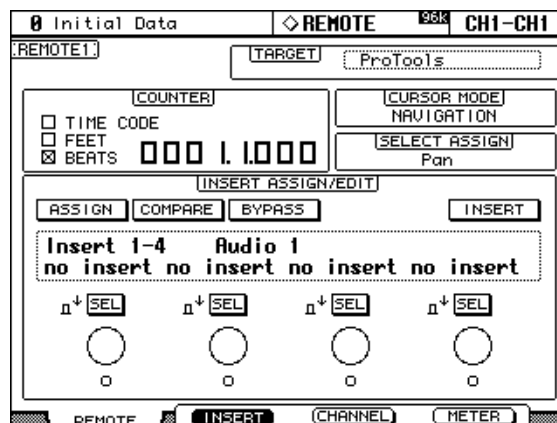 0 Initial Data ◇REMOTE 96K CH1-CH1
REMOTE1
TARGET ProTools
COUNTER
TIME CODE
FEET
BEATS 000 1. 1.000
CURSOR MODE
NAVIGATION
SELECT ASSIGN
Pan
INSERT ASSIGN/EDIT
ASSIGN COMPARE BYPASS INSERT
Insert 1-4 Audio 1
no insert no insert no insert no insert
SEL SEL SEL SEL
REMOTE INSERT CHANNEL METER